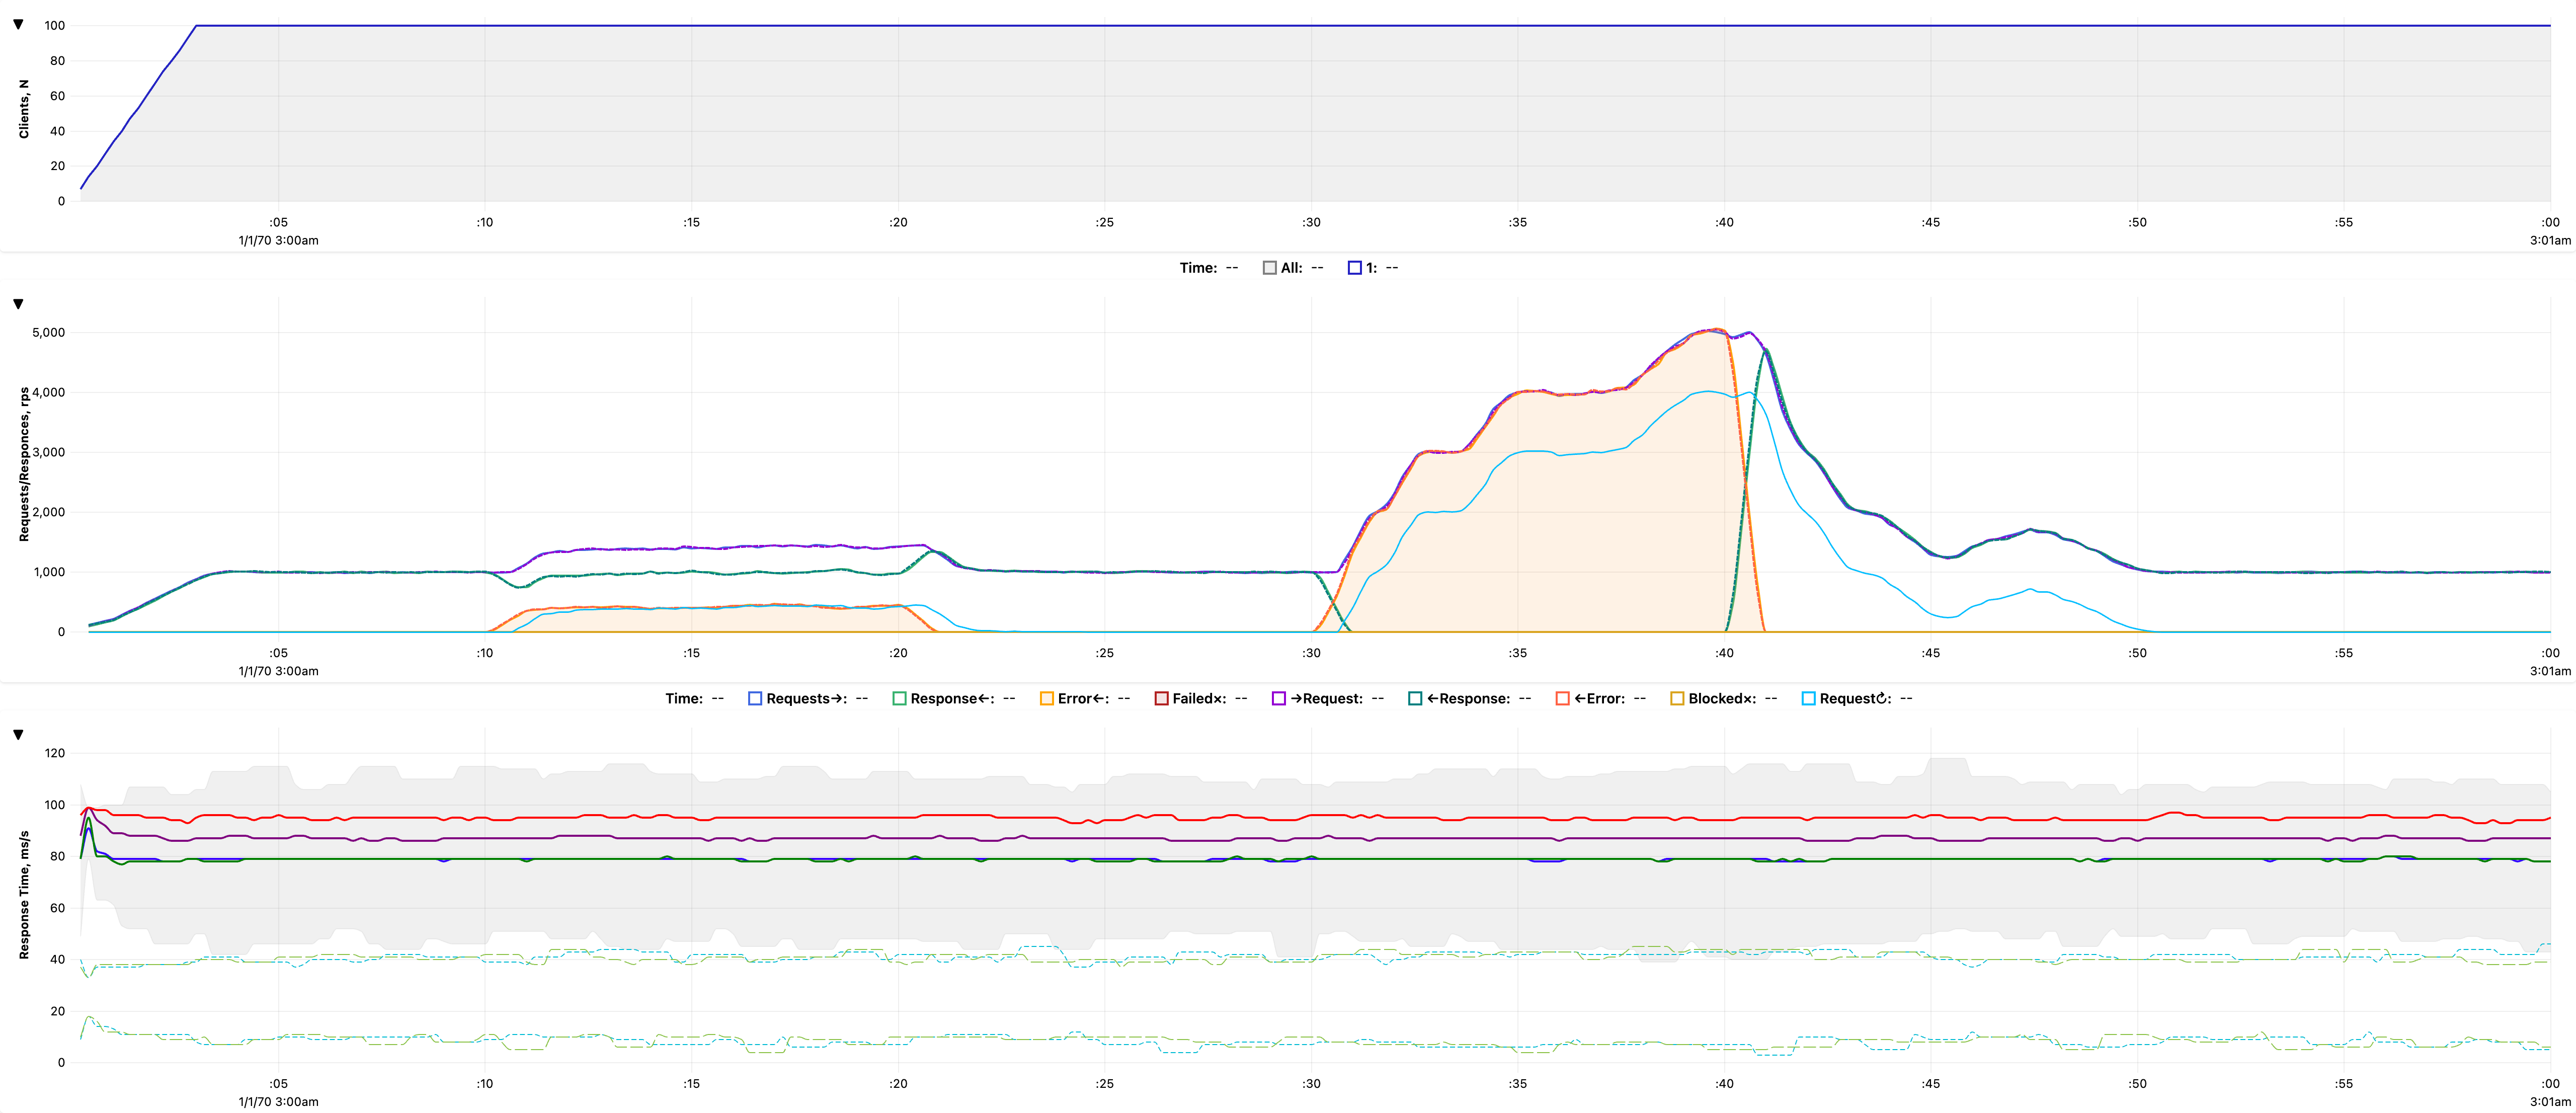 ▼
Clients, N
100
80
60
40
20
0
:05 :10 :15 :20 :25 :30 :35 :40 :45 :50 :55 :00
1/1/70 3:00am 3:01am
Time: -- All: -- 1: --
▼
Requests/Responces, rps
5,000
4,000
3,000
2,000
1,000
0
:05 :10 :15 :20 :25 :30 :35 :40 :45 :50 :55 :00
1/1/70 3:00am 3:01am
Time: -- Requests→: -- Response←: -- Error←: -- Failed×: -- →Request: -- ←Response: -- ←Error: -- Blocked×: -- Request↻: --
▼
Response Time, ms/s
120
100
80
60
40
20
0
:05 :10 :15 :20 :25 :30 :35 :40 :45 :50 :55 :00
1/1/70 3:00am 3:01am